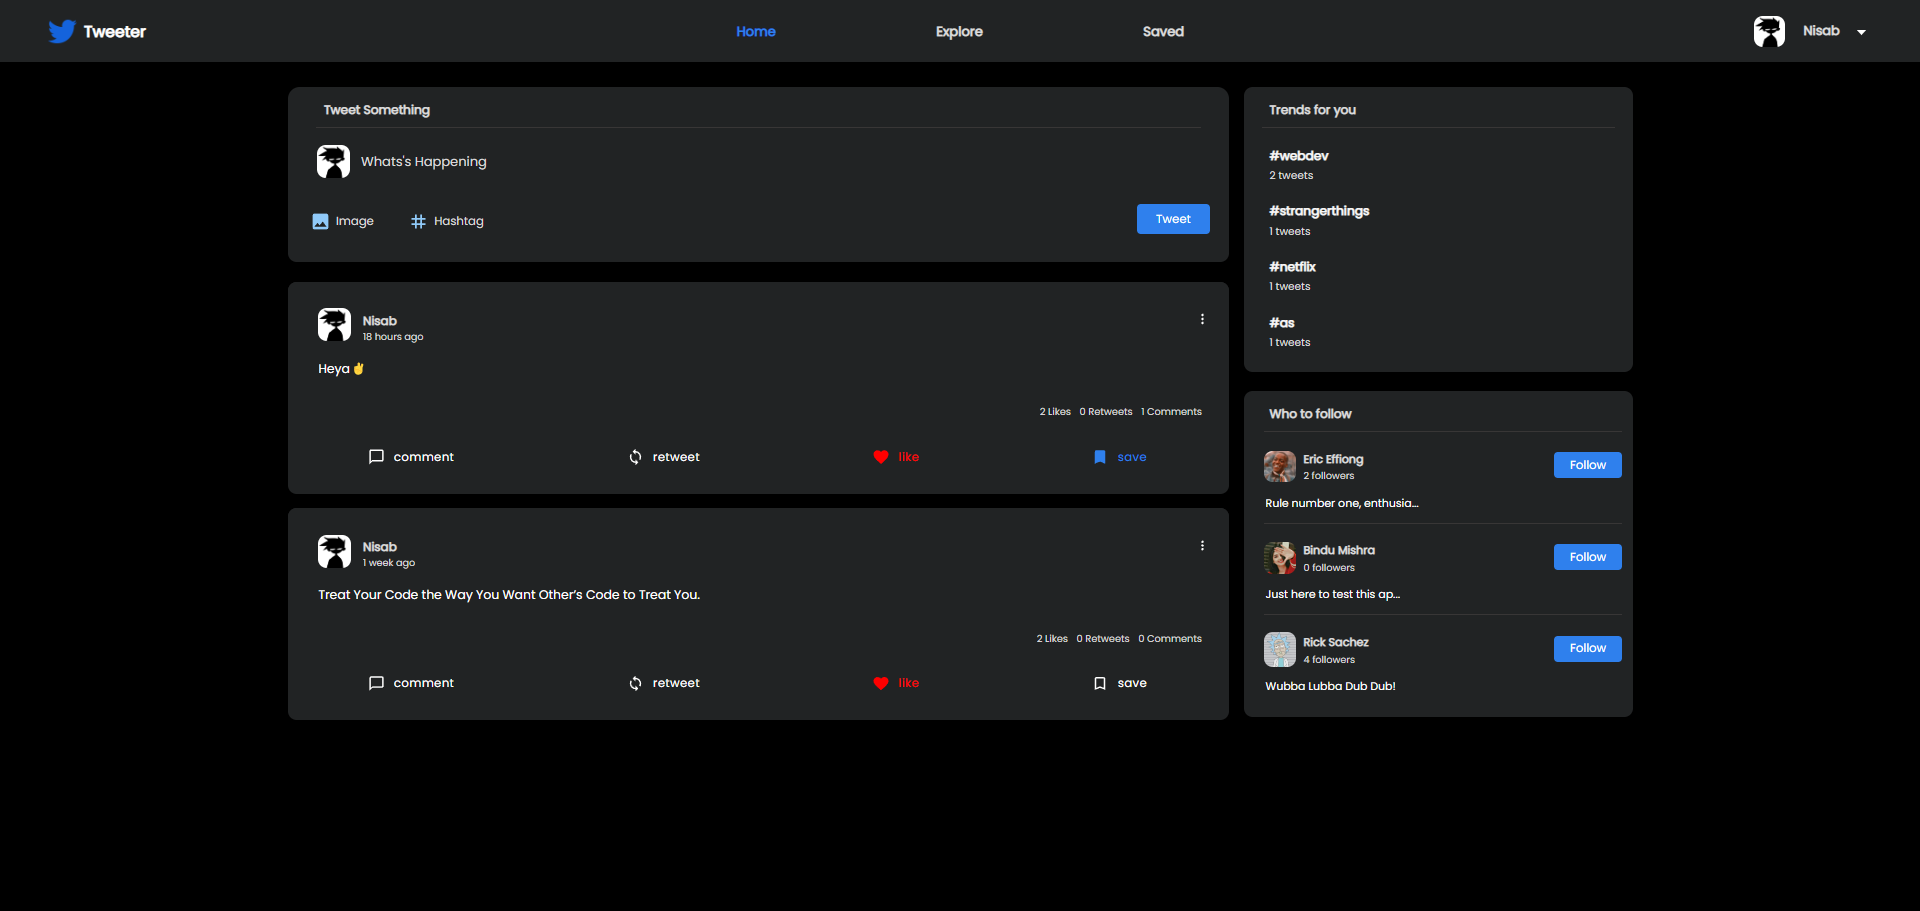 Tweeter
Home
Explore
Saved
Nisab
Tweet Something
Whats's Happening
Image
Hashtag
Tweet
Nisab
18 hours ago
Heya✌
2 Likes 0 Retweets 1 Comments
comment
retweet
like
save
Nisab
1 week ago
Treat Your Code the Way You Want Other's Code to Treat You.
2 Likes 0 Retweets 0 Comments
comment
retweet
like
save
Trends for you
#webdev
2 tweets
#strangerthings
1 tweets
#netflix
1 tweets
#as
1 tweets
Who to follow
Eric Effiong
2 followers
Follow
Rule number one, enthusia...
Bindu Mishra
0 followers
Follow
Just here to test this ap...
Rick Sachez
4 followers
Follow
Wubba Lubba Dub Dub!